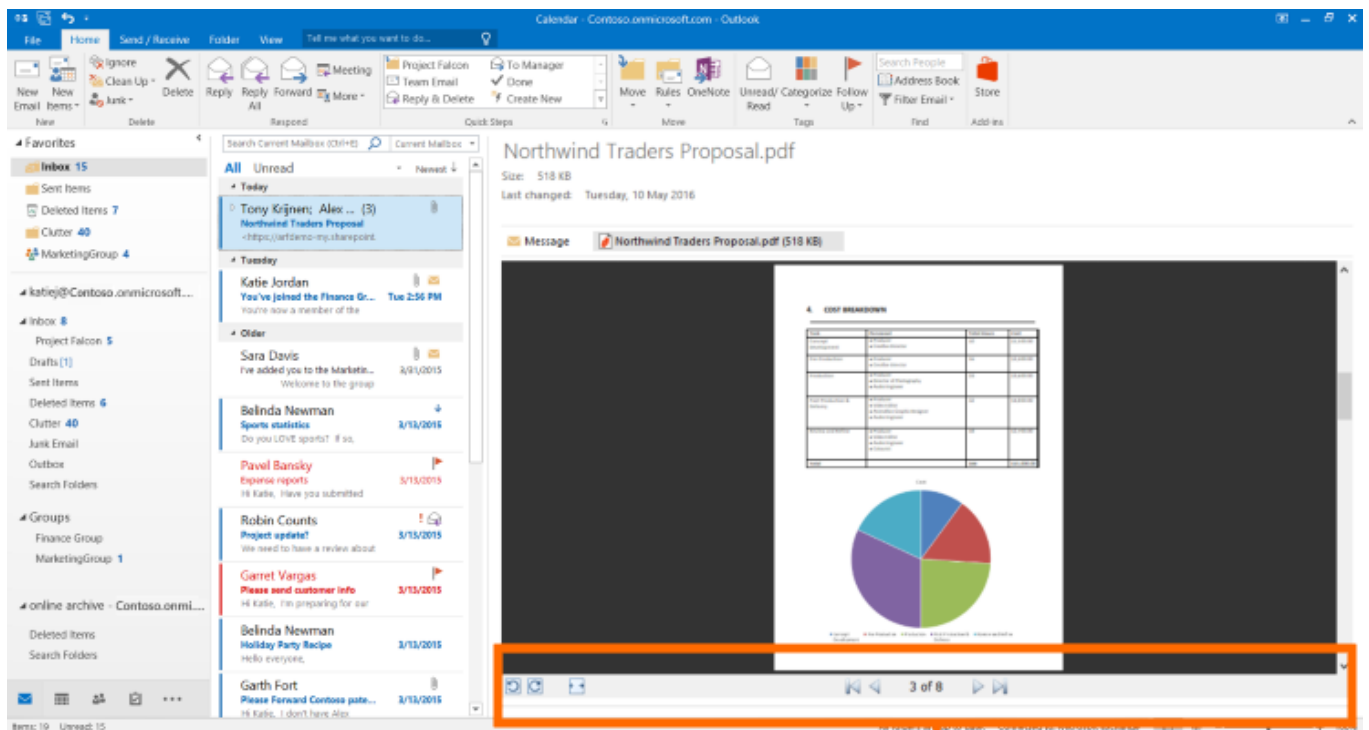 Calendar - Contoso.onmicrosoft.com - Outlook
File Home Send / Receive Folder View Tell me what you want to do...
New Email
New Items
Ignore
Clean Up
Junk
Delete
Reply
Reply All
Forward
Meeting
More
Project Falcon
Team Email
Reply & Delete
To Manager
Done
Create New
Move
Rules
OneNote
Unread/ Read
Categorize
Follow Up
Search People
Address Book
Filter Email
Store
New Delete Respond Quick Steps Move Tags Find Add-ins
Favorites
Inbox 15
Sent Items
Deleted Items 7
Clutter 40
MarketingGroup 4
katiej@Contoso.onmicrosoft...
Inbox 8
Project Falcon 5
Drafts [1]
Sent Items
Deleted Items 6
Clutter 40
Junk Email
Outbox
Search Folders
Groups
Finance Group
MarketingGroup 1
online archive - Contoso.onmi...
Deleted Items
Search Folders
Items: 19 Unread: 15
Search Current Mailbox (Ctrl+E) Current Mailbox
All Unread Newest
Today
Tony Krijnen; Alex ... (3)
Northwind Traders Proposal
Tuesday
Katie Jordan
You've joined the Finance Gr... Tue 2:56 PM
You're now a member of the
Older
Sara Davis
I've added you to the Marketin... 3/31/2015
Welcome to the group
Belinda Newman
Sports statistics 3/13/2015
Do you LOVE sports? If so,
Pavel Bansky
Expense reports 3/13/2015
Hi Katie, Have you submitted
Robin Counts
Project update? 3/13/2015
We need to have a review about
Garret Vargas
Please send customer info 3/13/2015
Hi Katie, I'm preparing for our
Belinda Newman
Holiday Party Recipe 3/13/2015
Hello everyone,
Garth Fort
Please Forward Contoso pate... 3/13/2015
Hi Katie, I don't have Alex
Northwind Traders Proposal.pdf
Size: 518 KB
Last changed: Tuesday, 10 May 2016
Message
Northwind Traders Proposal.pdf (518 KB)
4. COST BREAKDOWN
3 of 8